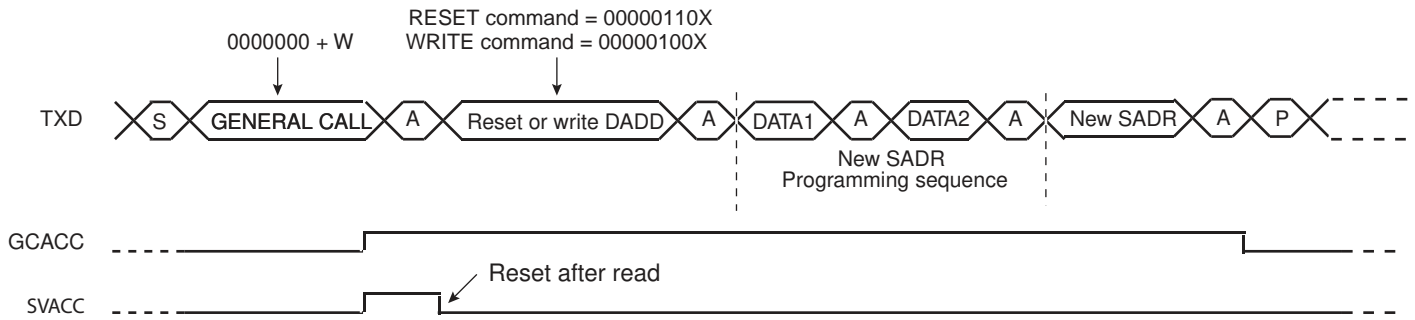 RESET command = 00000110X
0000000 + W
WRITE command = 00000100X
TXD
S
GENERAL CALL
A
Reset or write DADD
A
DATA1
A
DATA2
A
New SADR
A
P
New SADR
Programming sequence
GCACC
Reset after read
SVACC